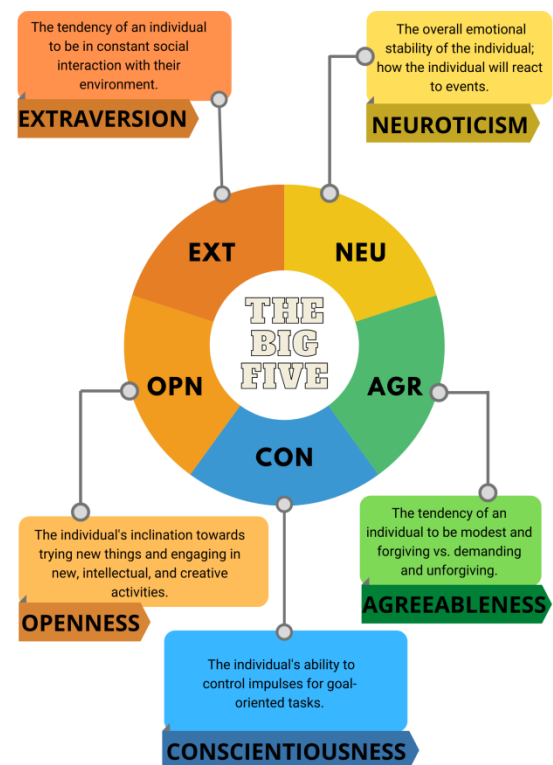 The tendency of an individual
to be in constant social
interaction with their
environment.
EXTRAVERSION
The overall emotional
stability of the individual;
how the individual will react
to events.
NEUROTICISM
EXT
NEU
THE
BIG
FIVE
OPN
AGR
CON
The individual's inclination towards
trying new things and engaging in
new, intellectual, and creative
activities.
OPENNESS
The tendency of an
individual to be modest and
forgiving vs. demanding
and unforgiving.
AGREEABLENESS
The individual's ability to
control impulses for goal-
oriented tasks.
CONSCIENTIOUSNESS